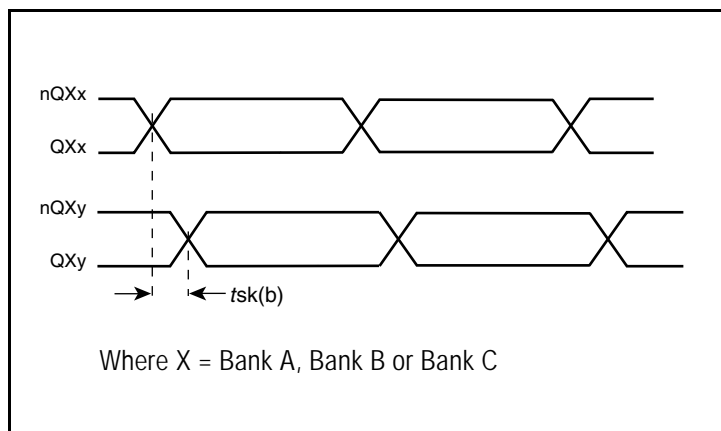 nQXx
QXx
nQXy
QXy
tsk(b)
Where X = Bank A, Bank B or Bank C